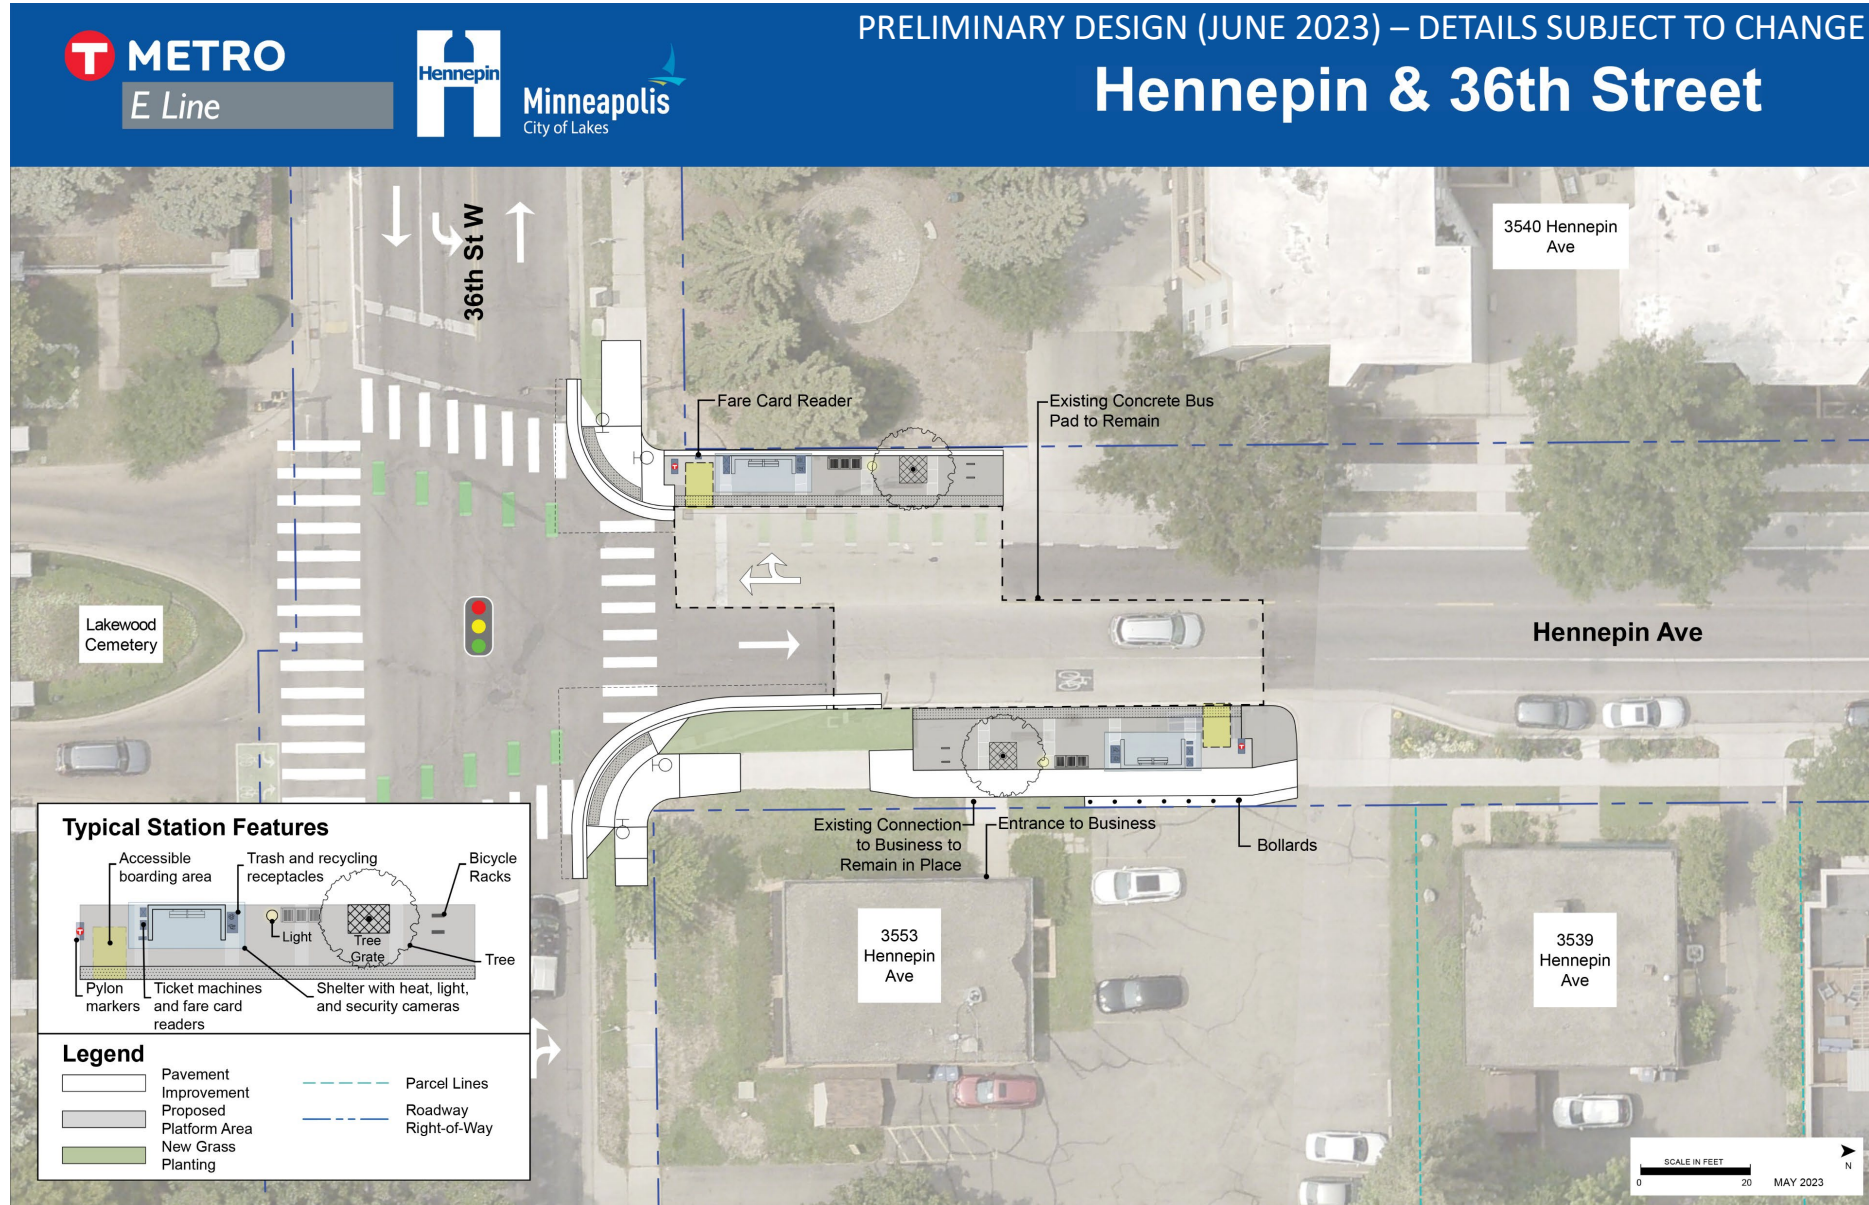 PRELIMINARY DESIGN (JUNE 2023) – DETAILS SUBJECT TO CHANGE
T METRO
E Line
Hennepin
Minneapolis
City of Lakes
Hennepin & 36th Street
36th St W
3540 Hennepin
Ave
Fare Card Reader
Existing Concrete Bus
Pad to Remain
T
Lakewood
Cemetery
Hennepin Ave
T
Existing Connection
to Business to
Remain in Place
Entrance to Business
Bollards
3553
Hennepin
Ave
3539
Hennepin
Ave
Typical Station Features
Accessible
boarding area
Trash and recycling
receptacles
Bicycle
Racks
Light
Tree
Grate
Tree
T
Pylon
markers
Ticket machines
and fare card
readers
Shelter with heat, light,
and security cameras
Legend
Pavement
Improvement
Proposed
Platform Area
New Grass
Planting
Parcel Lines
Roadway
Right-of-Way
SCALE IN FEET
0 20
MAY 2023
N